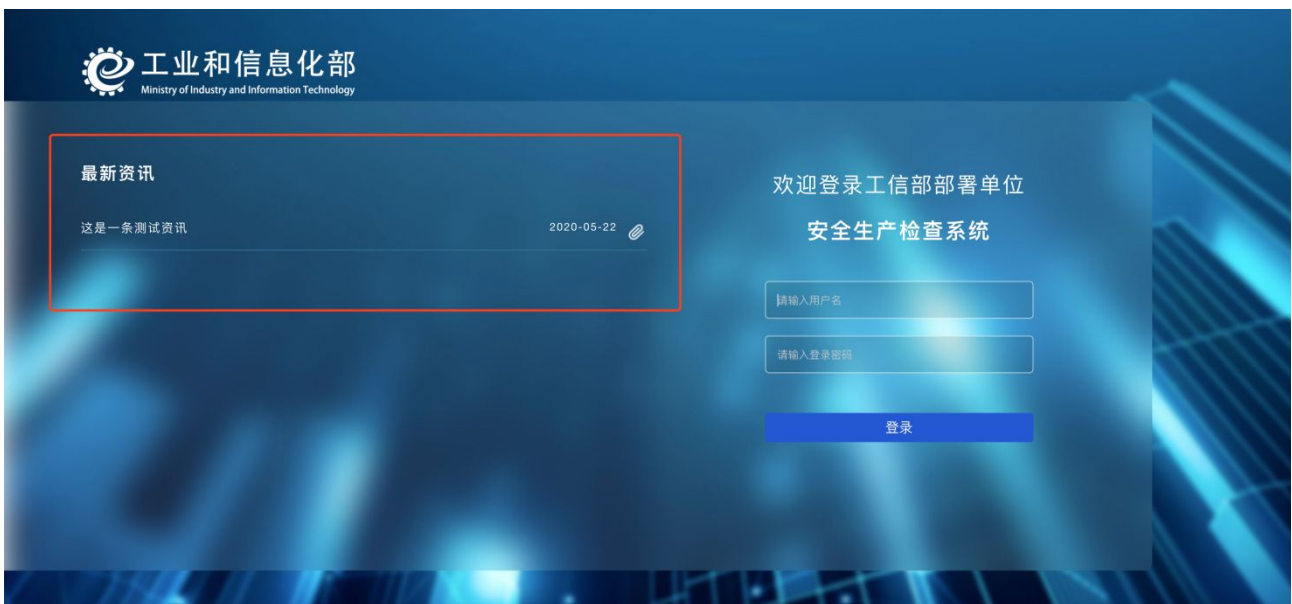 工业和信息化部
Ministry of Industry and Information Technology
最新资讯
这是一条测试资讯 2020-05-22
欢迎登录工信部部署单位
安全生产检查系统
请输入用户名
请输入登录密码
登录